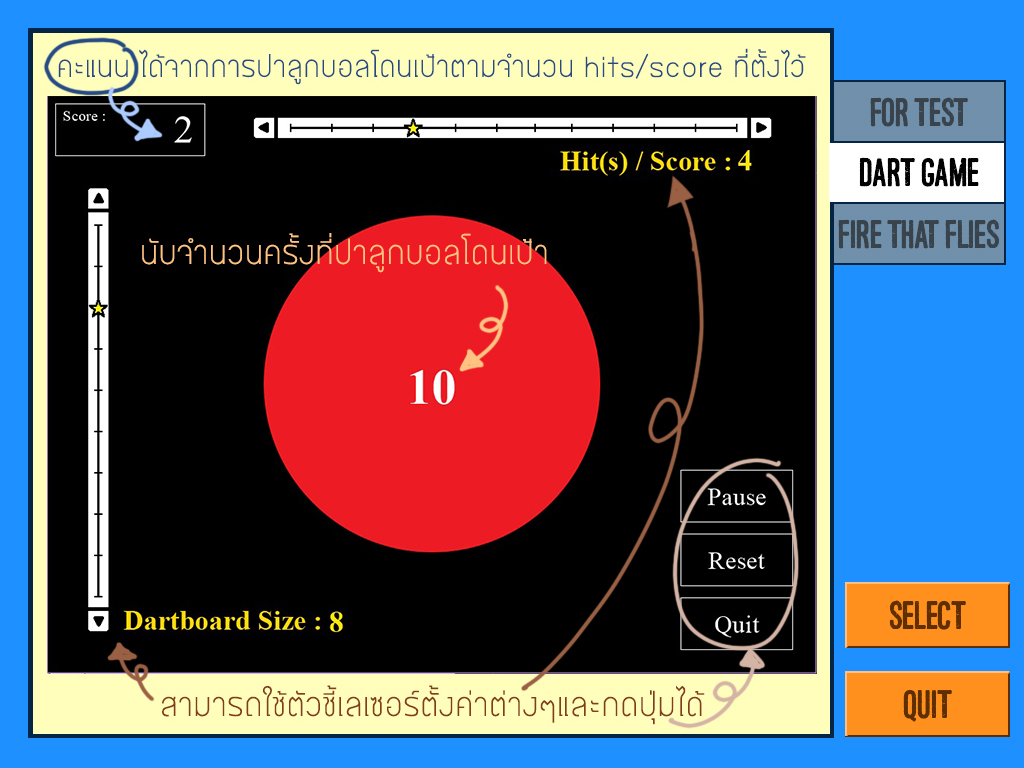 คะแนน ได้จากการปาลูกบอลโดนเป้าตามจำนวน hits/score ที่ตั้งไว้
Score :
2
Hit(s) / Score : 4
นับจำนวนครั้งที่ปาลูกบอลโดนเป้า
10
Pause
Reset
Quit
Dartboard Size : 8
สามารถใช้ตัวชี้เลเซอร์ตั้งค่าต่างๆและกดปุ่มได้
FOR TEST
DART GAME
FIRE THAT FLIES
SELECT
QUIT